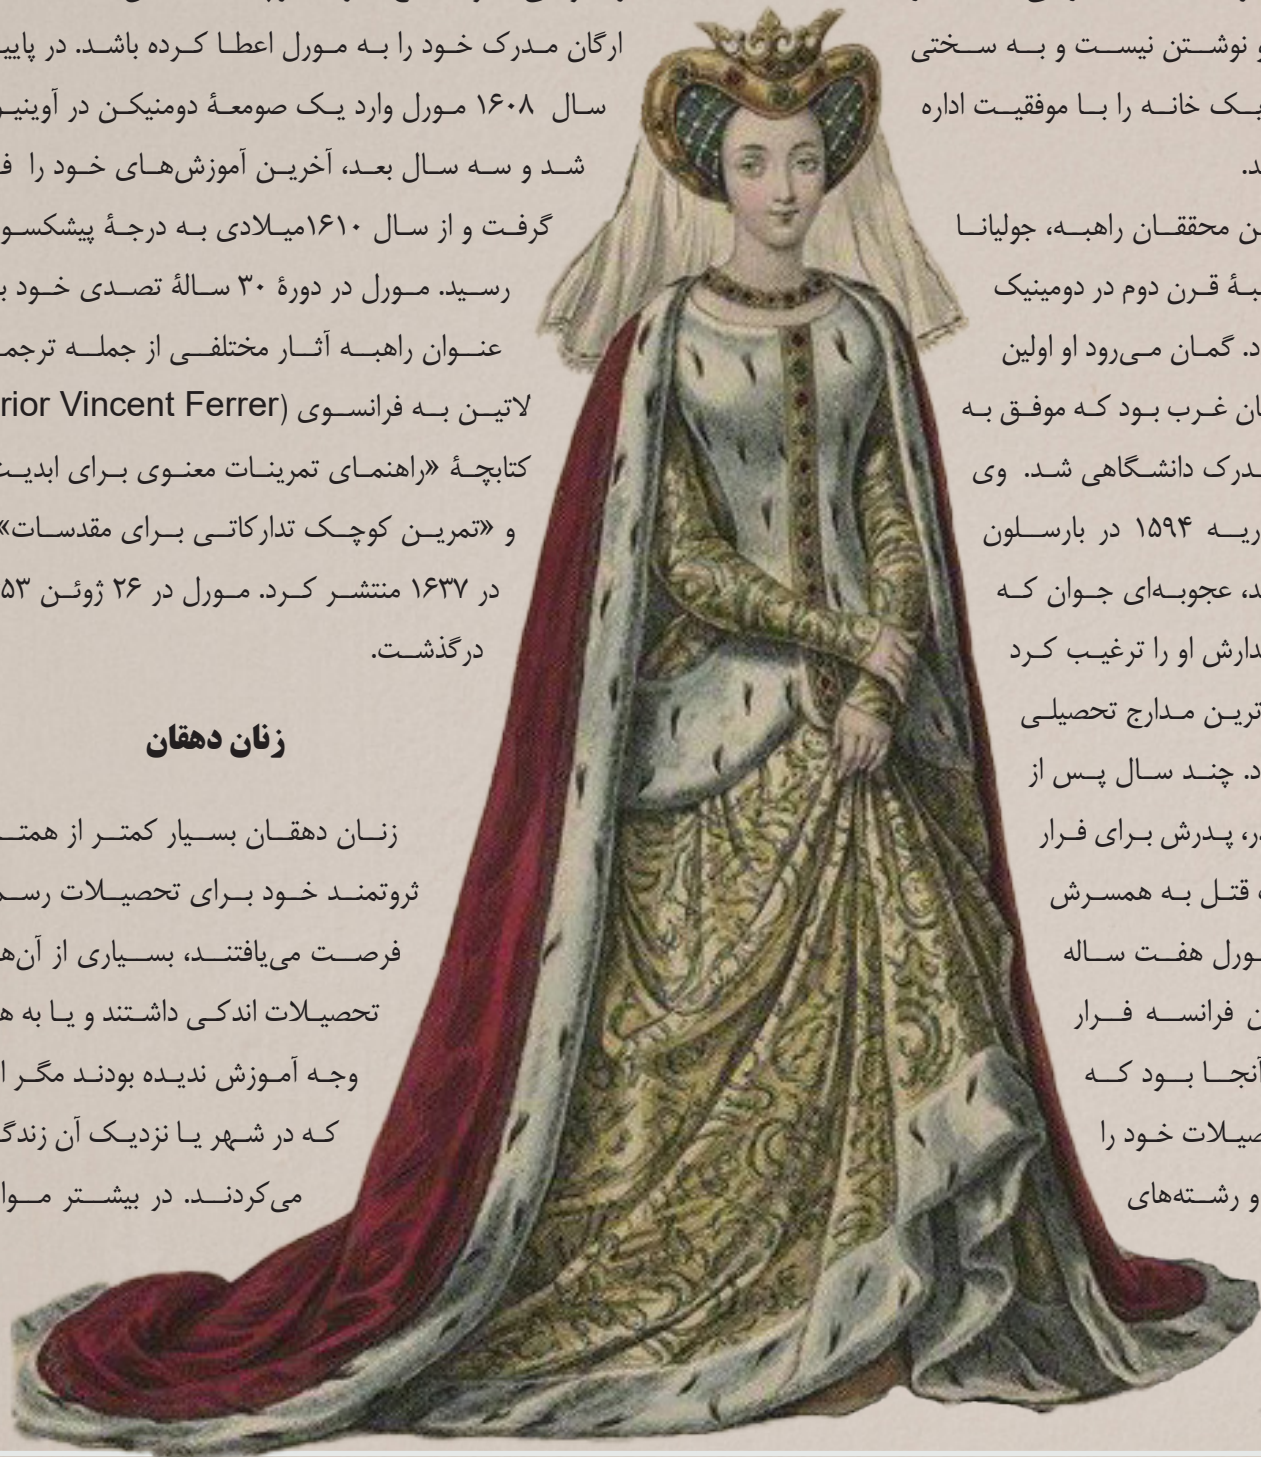 و نوشتن نیست و به سختی
یک خانه را با موفقیت اداره
د.
ن محققان راهبه، جولیانا
بۀ قرن دوم در دومینیک
د. گمان می‌رود او اولین
ان غرب بود که موفق به
درک دانشگاهی شد. وی
ریه ۱۵۹۴ در بارسلون
د، عجوبه‌ای جوان که
دارش او را ترغیب کرد
ترین مدارج تحصیلی
د. چند سال پس از
ر، پدرش برای فرار
قتل به همسرش
ورل هفت ساله
ن فرانسه فرار
آنجا بود که
صیلات خود را
و رشته‌های
ارگان مدرک خود را به مورل اعطا کرده باشد. در پایی
سال ۱۶۰۸ مورل وارد یک صومعۀ دومنیکن در آوینیو
شد و سه سال بعد، آخرین آموزش‌های خود را ف
گرفت و از سال ۱۶۱۰میلادی به درجۀ پیشکسو
رسید. مورل در دورۀ ۳۰ سالۀ تصدی خود ب
عنوان راهبه آثار مختلفی از جمله ترجم
لاتین به فرانسوی (rior Vincent Ferrer
کتابچۀ «راهنمای تمرینات معنوی برای ابدیت
و «تمرین کوچک تدارکاتی برای مقدسات»
در ۱۶۳۷ منتشر کرد. مورل در ۲۶ ژوئن ۵۳
درگذشت.
زنان دهقان
زنان دهقان بسیار کمتر از همت
ثروتمند خود برای تحصیلات رسم
فرصت می‌یافتند، بسیاری از آن‌ه
تحصیلات اندکی داشتند و یا به ه
وجه آموزش ندیده بودند مگر ا
که در شهر یا نزدیک آن زندگ
می‌کردند. در بیشتر موا